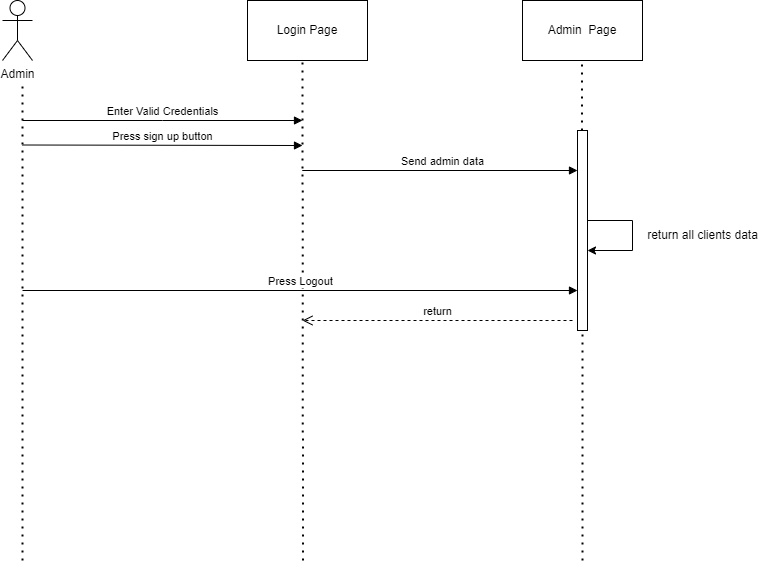 Login Page
Admin Page
Admin
Enter Valid Credentials
Press sign up button
Send admin data
return all clients data
Press Logout
return